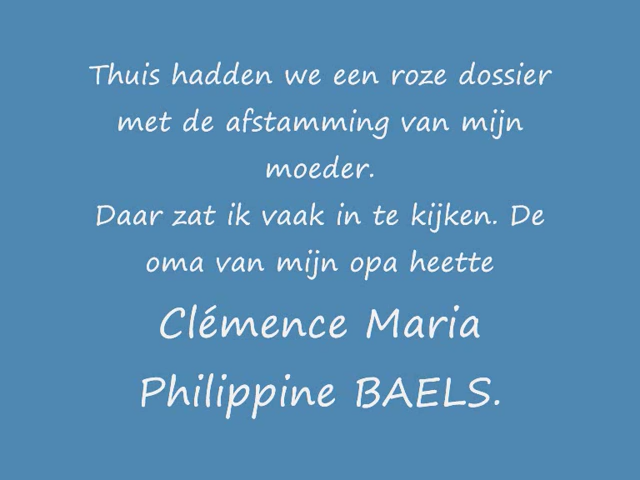 Thuis hadden we een roze dossier
met de afstamming van mijn
moeder.
Daar zat ik vaak in te kijken. De
oma van mijn opa heette
Clémence Maria
Philippine BAELS.